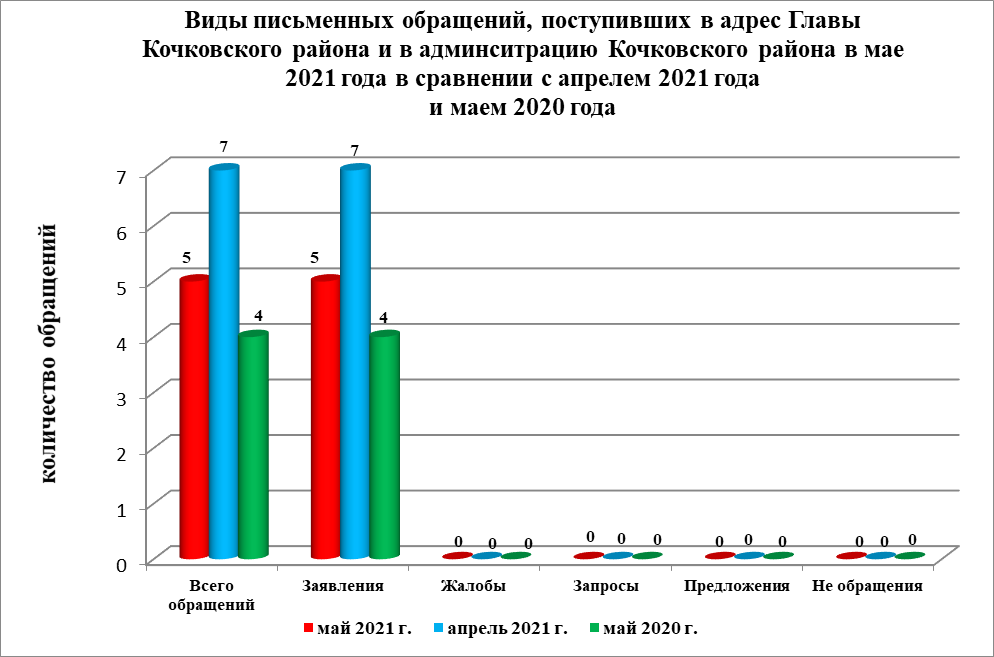 Виды письменных обращений, поступивших в адрес Главы
Кочковского района и в админситрацию Кочковского района в мае
2021 года в сравнении с апрелем 2021 года
и маем 2020 года
количество обращений
7
6
5
4
3
2
1
0
5
7
4
5
7
4
0
0
0
0
0
0
0
0
0
0
0
0
Всего
обращений
Заявления
Жалобы
Запросы
Предложения
Не обращения
май 2021 г.
апрель 2021 г.
май 2020 г.